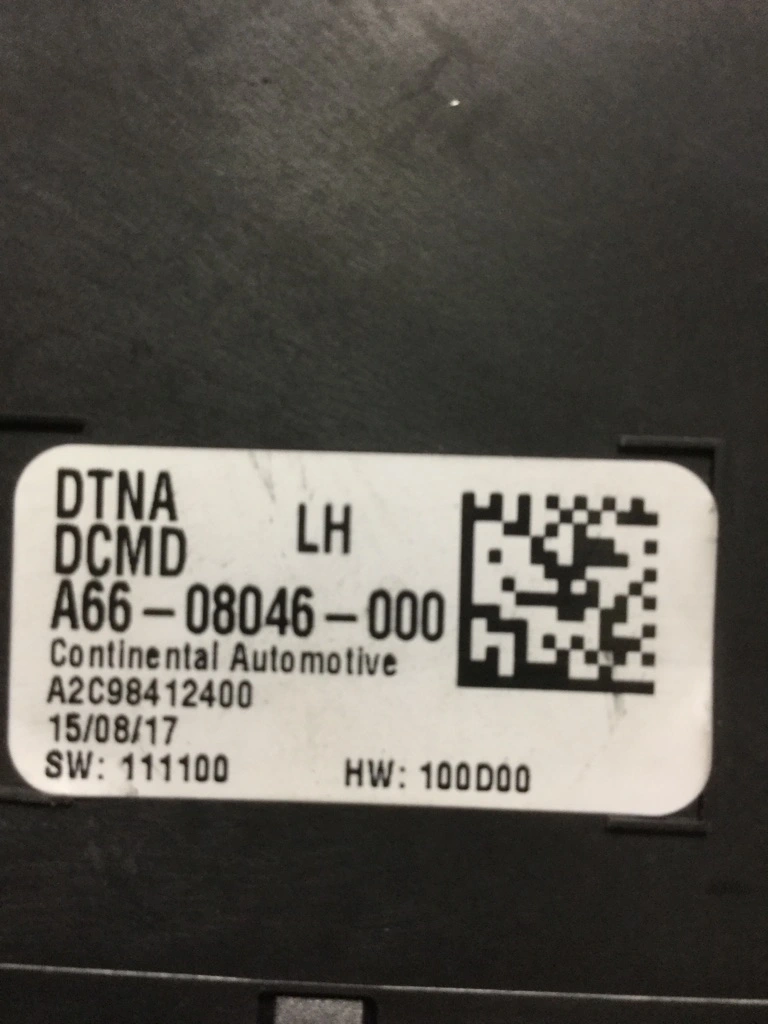 DTNA
LH
DCMD
A66-08046-000
Continental Automotive
A2C98412400
15/08/17
SW: 111100 HW: 100D00